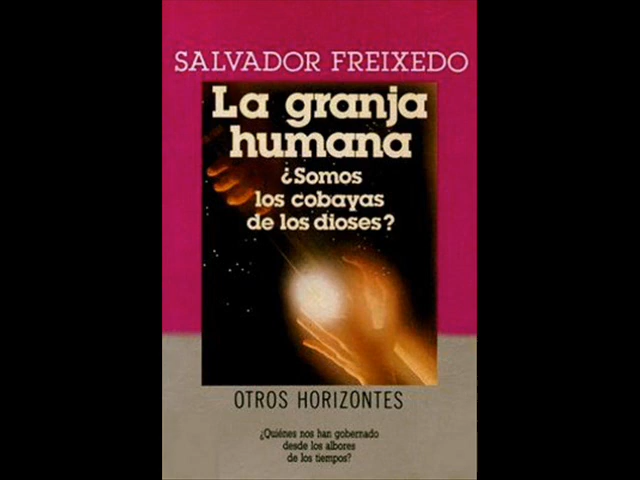 SALVADOR FREIXEDO
La granja
humana
¿Somos
los cobayas
de los dioses?
OTROS HORIZONTES
¿Quiénes nos han gobernado
desde los albores
de los tiempos?